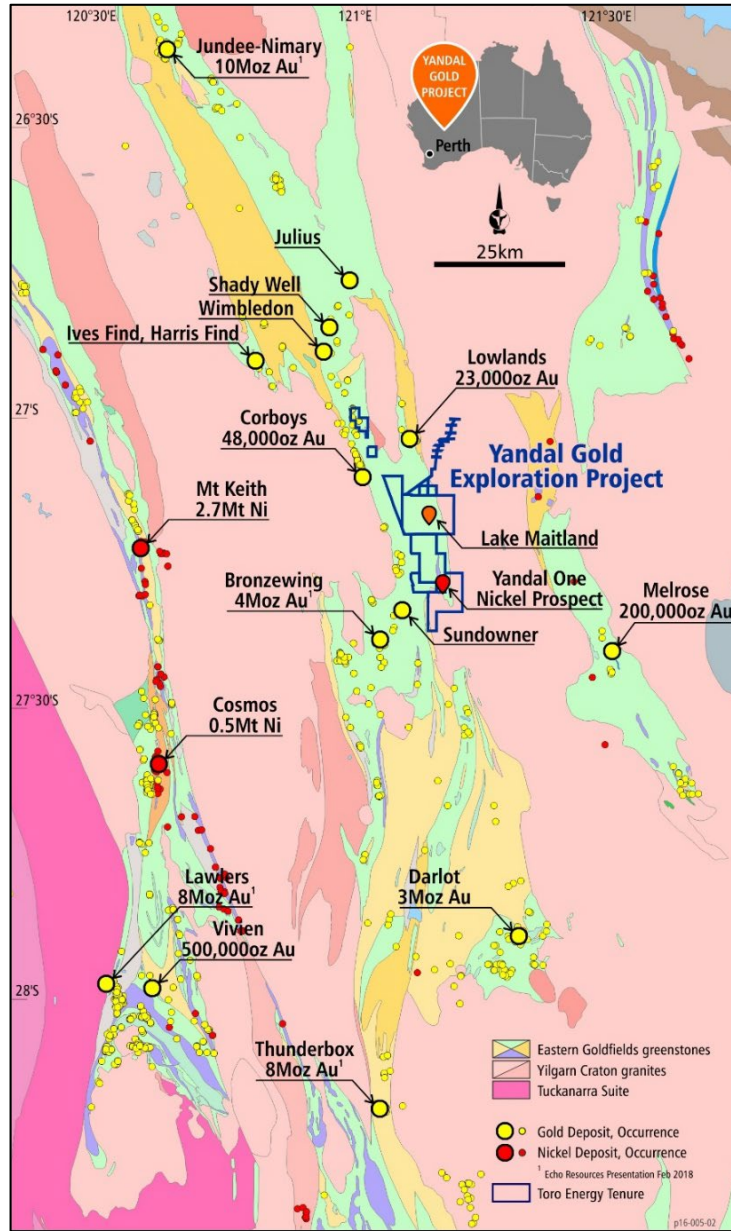 120°30'E
121°E
121°30'E
Jundee-Nimary
10Moz Au¹
YANDAL
GOLD
PROJECT
26°30'S
Perth
25km
Julius
Shady Well
Wimbledon
Ives Find, Harris Find
Lowlands
23,000oz Au
27°S
Corboys
48,000oz Au
Yandal Gold
Exploration Project
Mt Keith
2.7Mt Ni
Lake Maitland
Bronzewing
4Moz Au¹
Yandal One
Nickel Prospect
Melrose
200,000oz Au
Sundowner
27°30'S
Cosmos
0.5Mt Ni
Lawlers
8Moz Au¹
Vivien
500,000oz Au
Darlot
3Moz Au
28°S
Thunderbox
8Moz Au¹
Eastern Goldfields greenstones
Yilgarn Craton granites
Tuckanarra Suite
Gold Deposit, Occurrence
Nickel Deposit, Occurrence
¹ Echo Resources Presentation Feb 2018
Toro Energy Tenure
p16-005-02